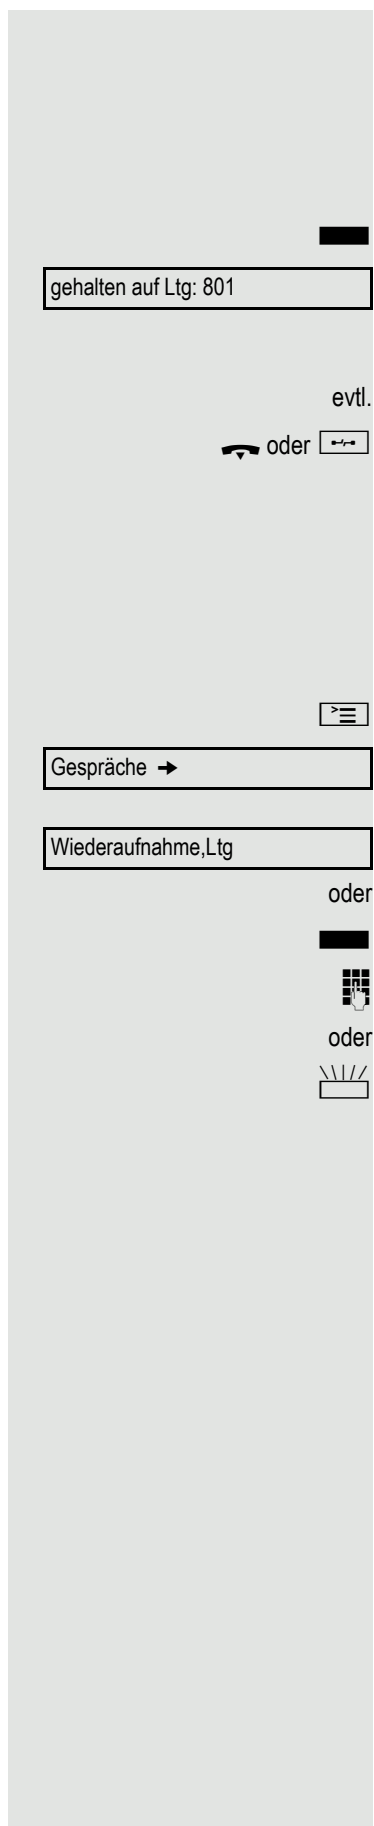 gehalten auf Ltg: 801
evtl.
oder
Gespräche
Wiederaufnahme,Ltg
oder
oder